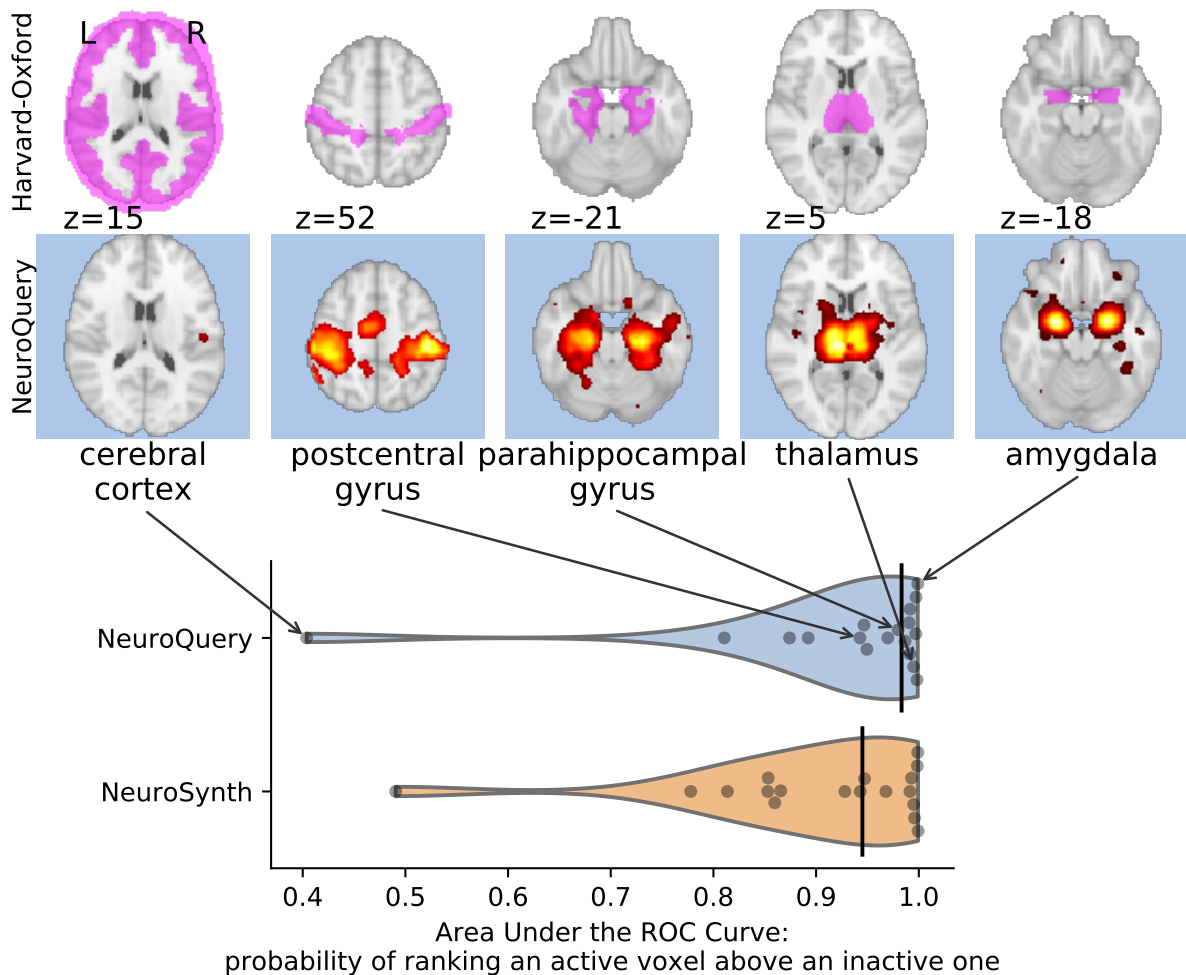 Harvard-Oxford
L R
z=15 z=52 z=-21 z=5 z=-18
NeuroQuery
cerebral postcentral parahippocampal thalamus amygdala
cortex gyrus gyrus
NeuroQuery
NeuroSynth
0.4 0.5 0.6 0.7 0.8 0.9 1.0
Area Under the ROC Curve:
probability of ranking an active voxel above an inactive one